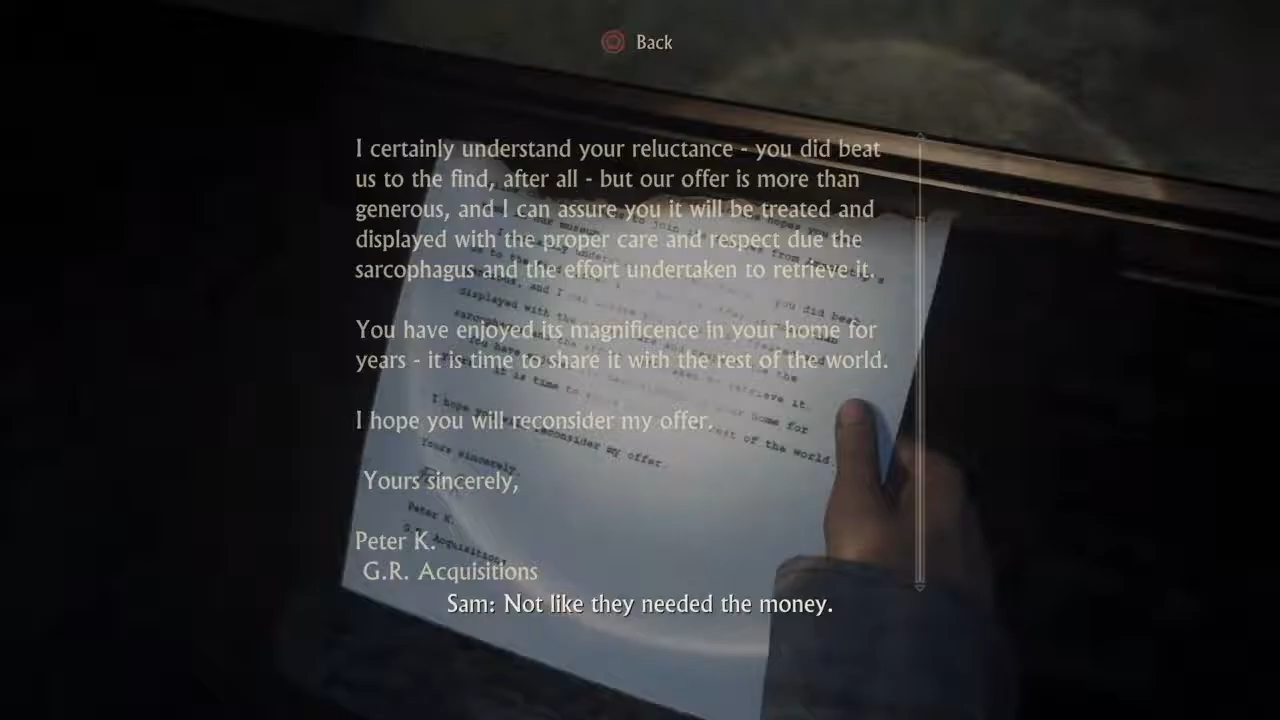 Back
I certainly understand your reluctance - you did beat
us to the find, after all - but our offer is more than
generous, and I can assure you it will be treated and
displayed with the proper care and respect due the
sarcophagus and the effort undertaken to retrieve it.
You have enjoyed its magnificence in your home for
years - it is time to share it with the rest of the world.
I hope you will reconsider my offer.
Yours sincerely,
Peter K.
G.R. Acquisitions
Sam: Not like they needed the money.